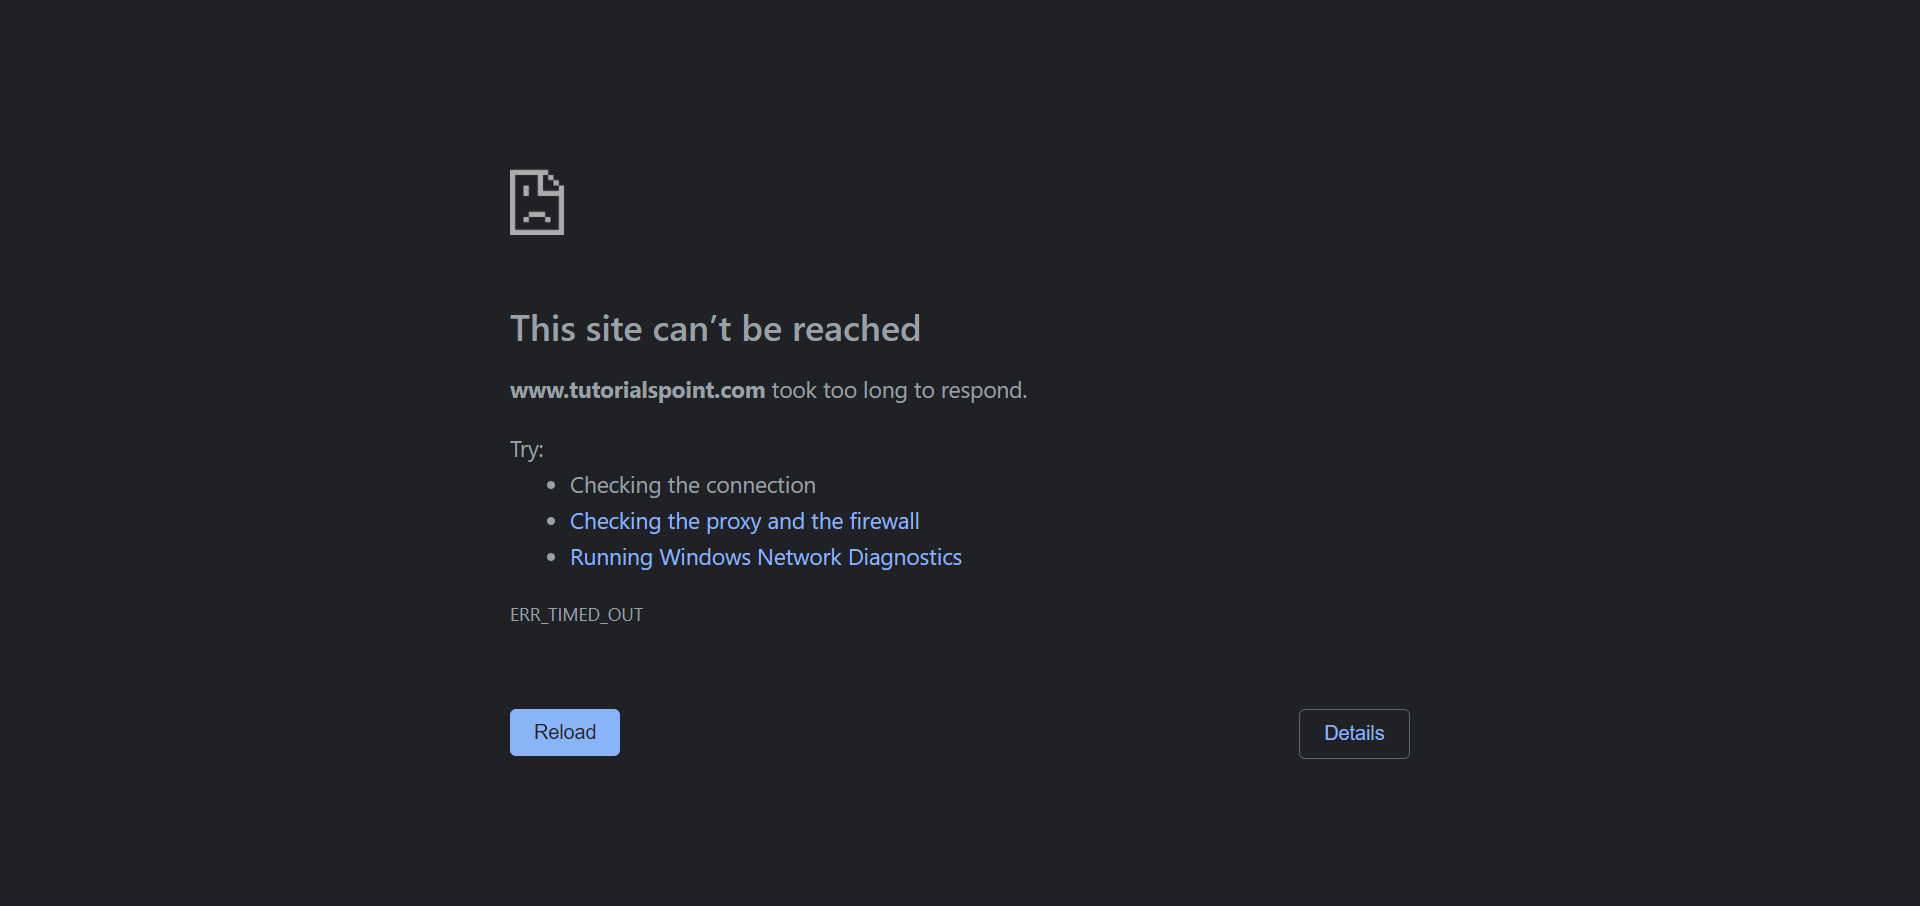 This site can’t be reached
www.tutorialspoint.com took too long to respond.
Try:
• Checking the connection
• Checking the proxy and the firewall
• Running Windows Network Diagnostics
ERR_TIMED_OUT
Reload
Details